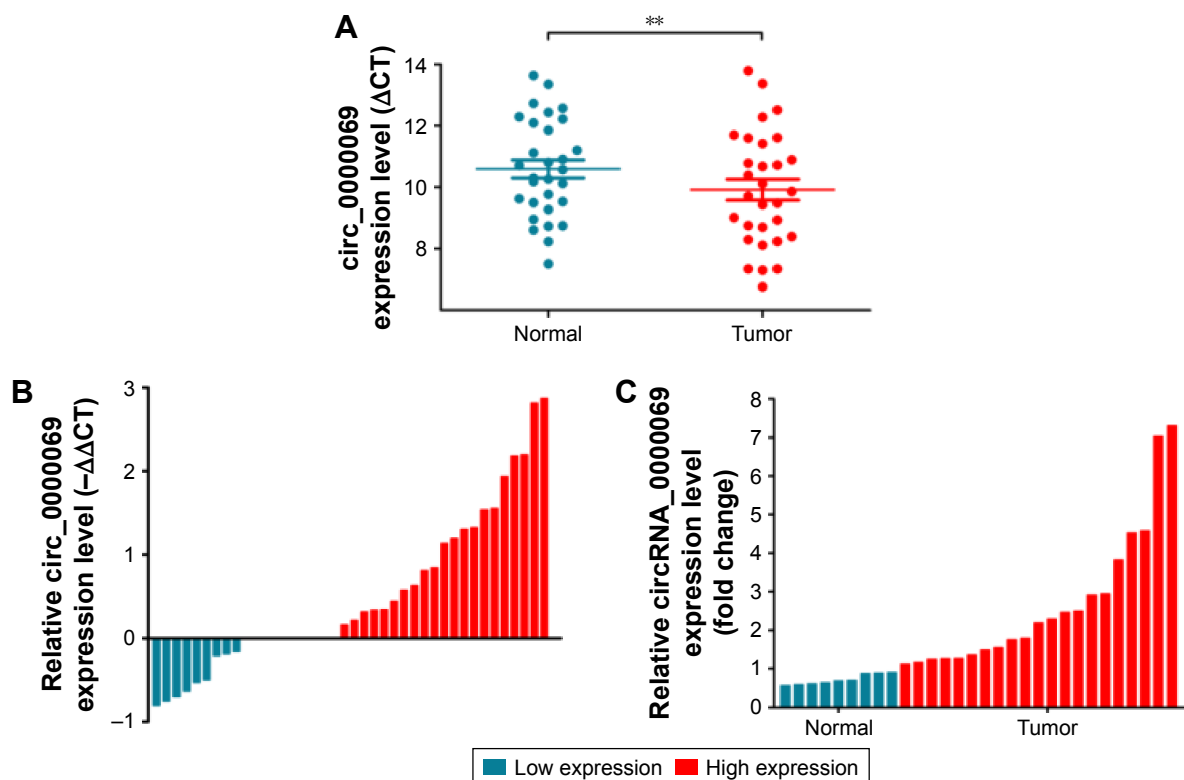 A
**
circ_0000069
expression level (ΔCT)
14
12
10
8
Normal
Tumor
B
Relative circ_0000069
expression level (–ΔΔCT)
3
2
1
0
–1
C
Relative circRNA_0000069
expression level
(fold change)
8
7
6
5
4
3
2
1
0
Normal
Tumor
Low expression
High expression